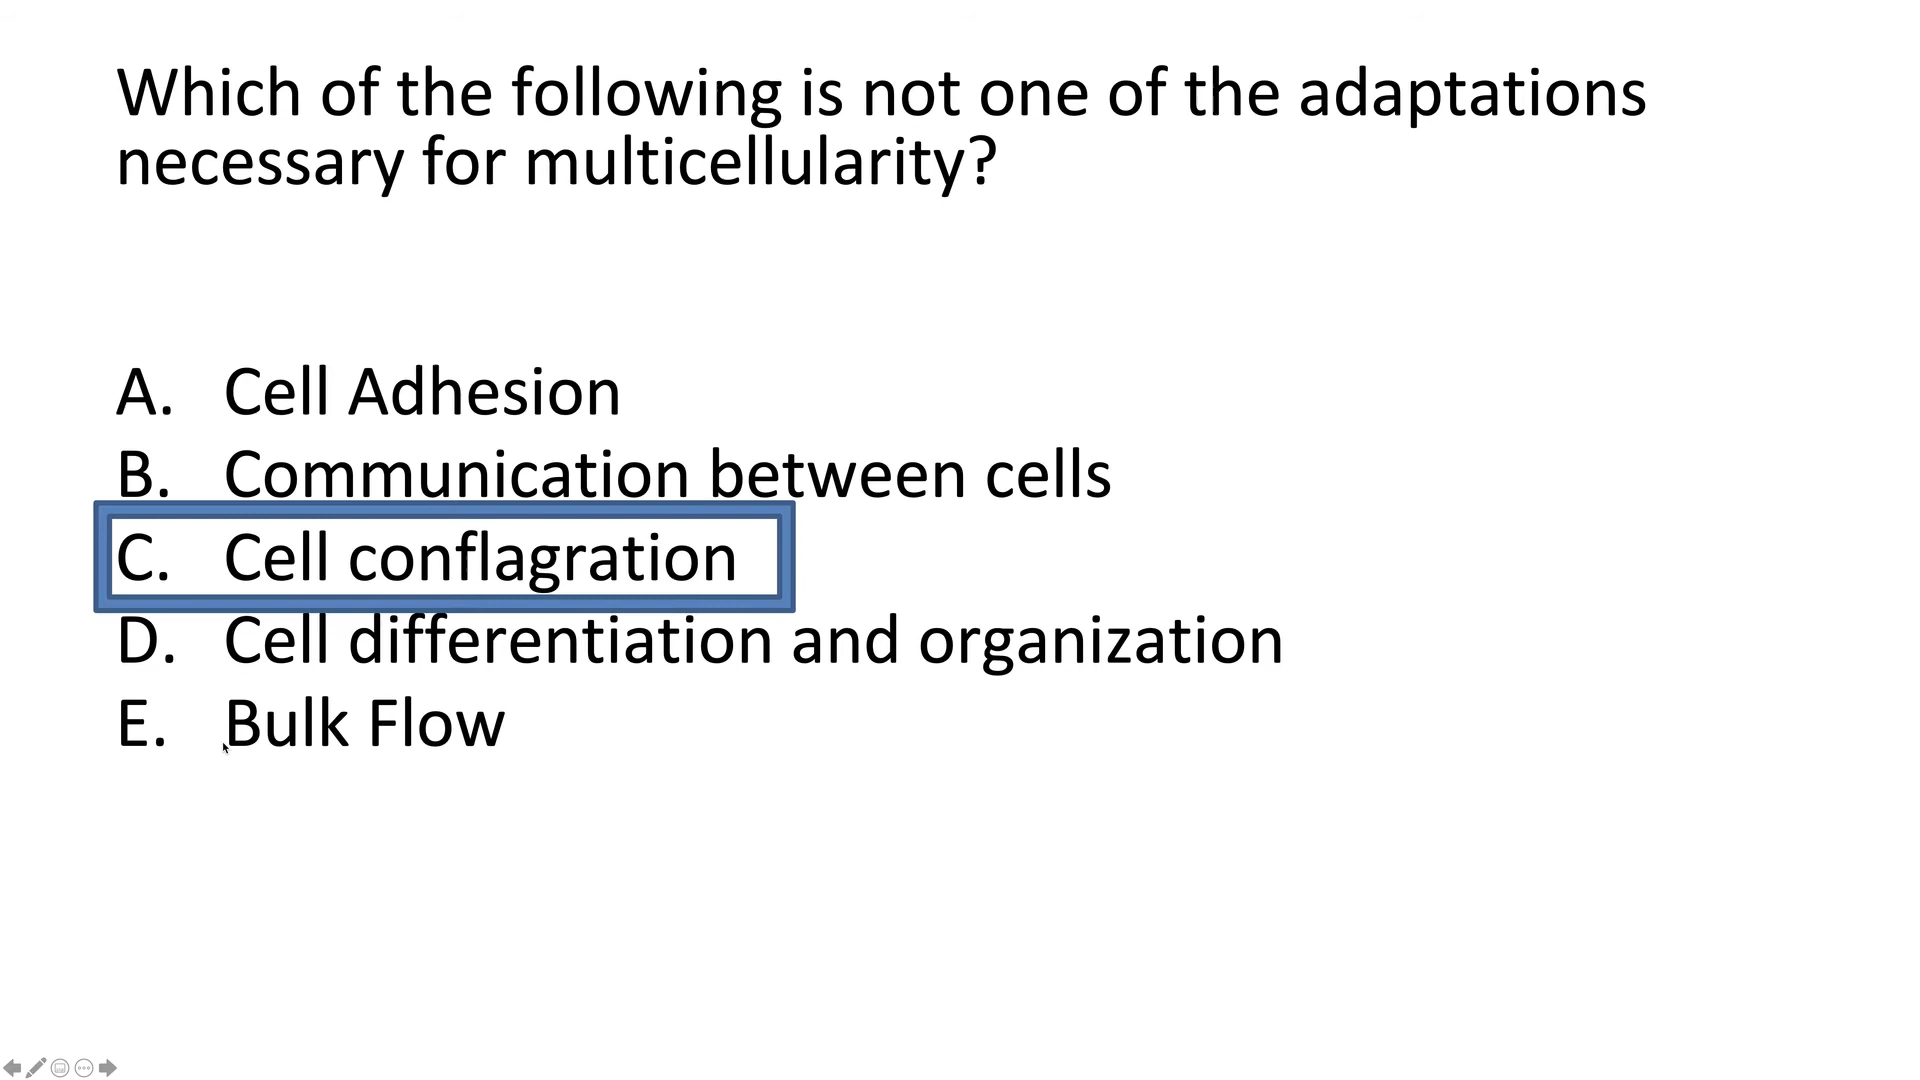 Which of the following is not one of the adaptations
necessary for multicellularity?
A. Cell Adhesion
B. Communication between cells
C. Cell conflagration
D. Cell differentiation and organization
E. Bulk Flow